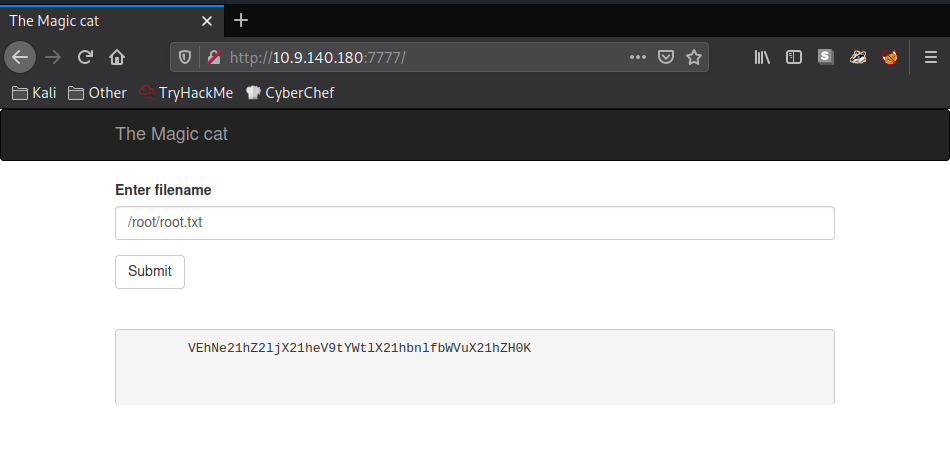 The Magic cat
http://10.9.140.180:7777/
Kali Other TryHackMe CyberChef
The Magic cat
Enter filename
/root/root.txt
Submit
VEhNe21hZ2ljX21heV9tYWtlX21hbnlfbWVuX21hZH0K